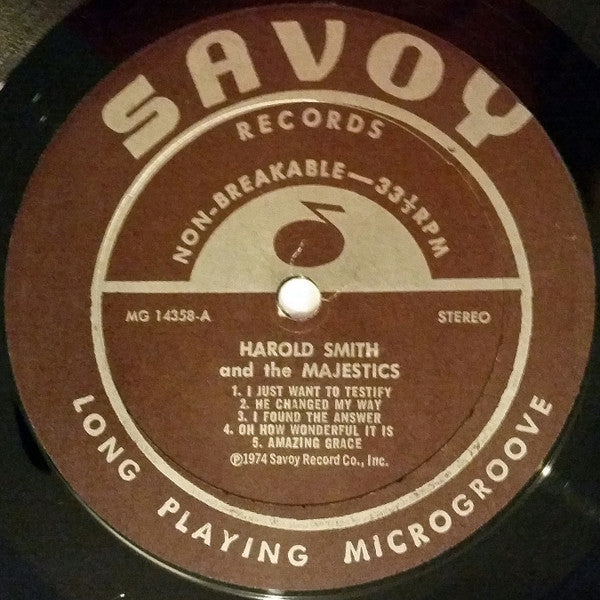 SAVOY
RECORDS
NON-BREAKABLE—33⅓RPM
MG 14358-A
STEREO
HAROLD SMITH
and the MAJESTICS
1. I JUST WANT TO TESTIFY
2. HE CHANGED MY WAY
3. I FOUND THE ANSWER
4. OH HOW WONDERFUL IT IS
5. AMAZING GRACE
℗1974 Savoy Record Co., Inc.
LONG PLAYING MICROGROOVE